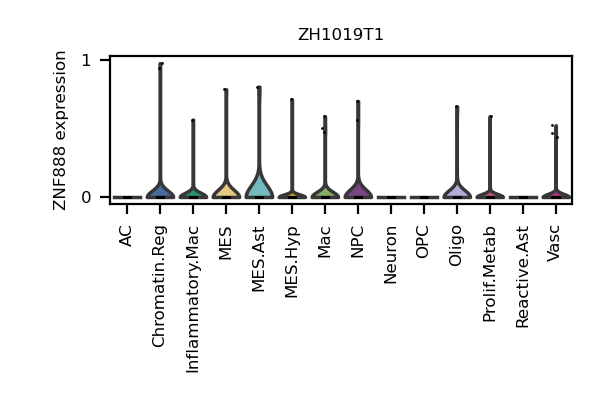 ZH1019T1
ZNF888 expression
1
0
AC
Chromatin.Reg
Inflammatory.Mac
MES
MES.Ast
MES.Hyp
Mac
NPC
Neuron
OPC
Oligo
Prolif.Metab
Reactive.Ast
Vasc